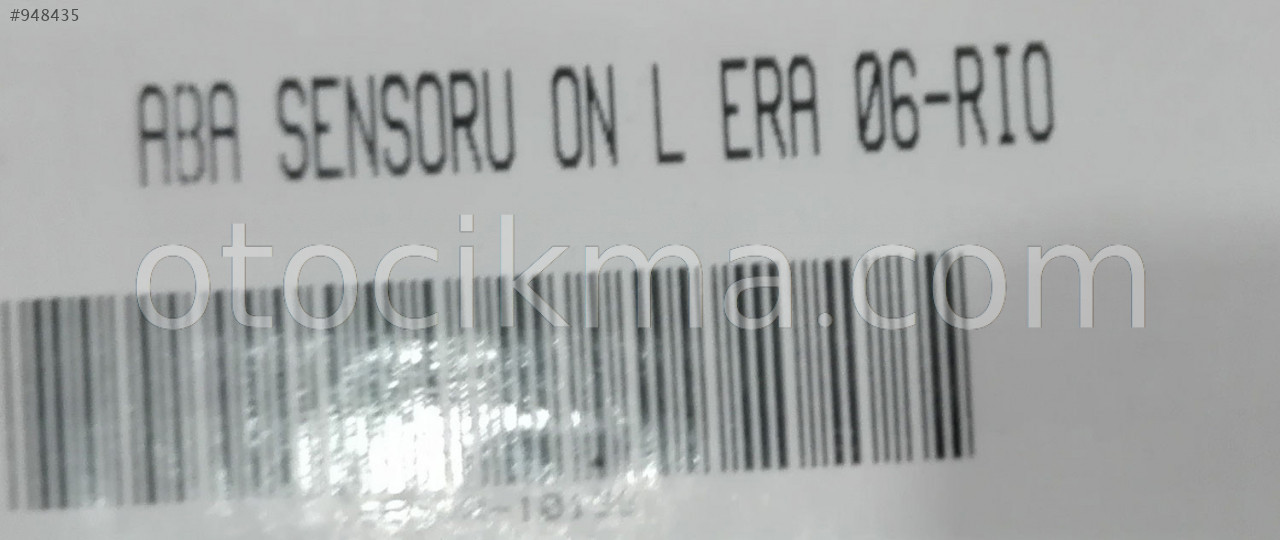 #948435
ABA SENSORU ON L ERA 06-RIO
otocikma.com